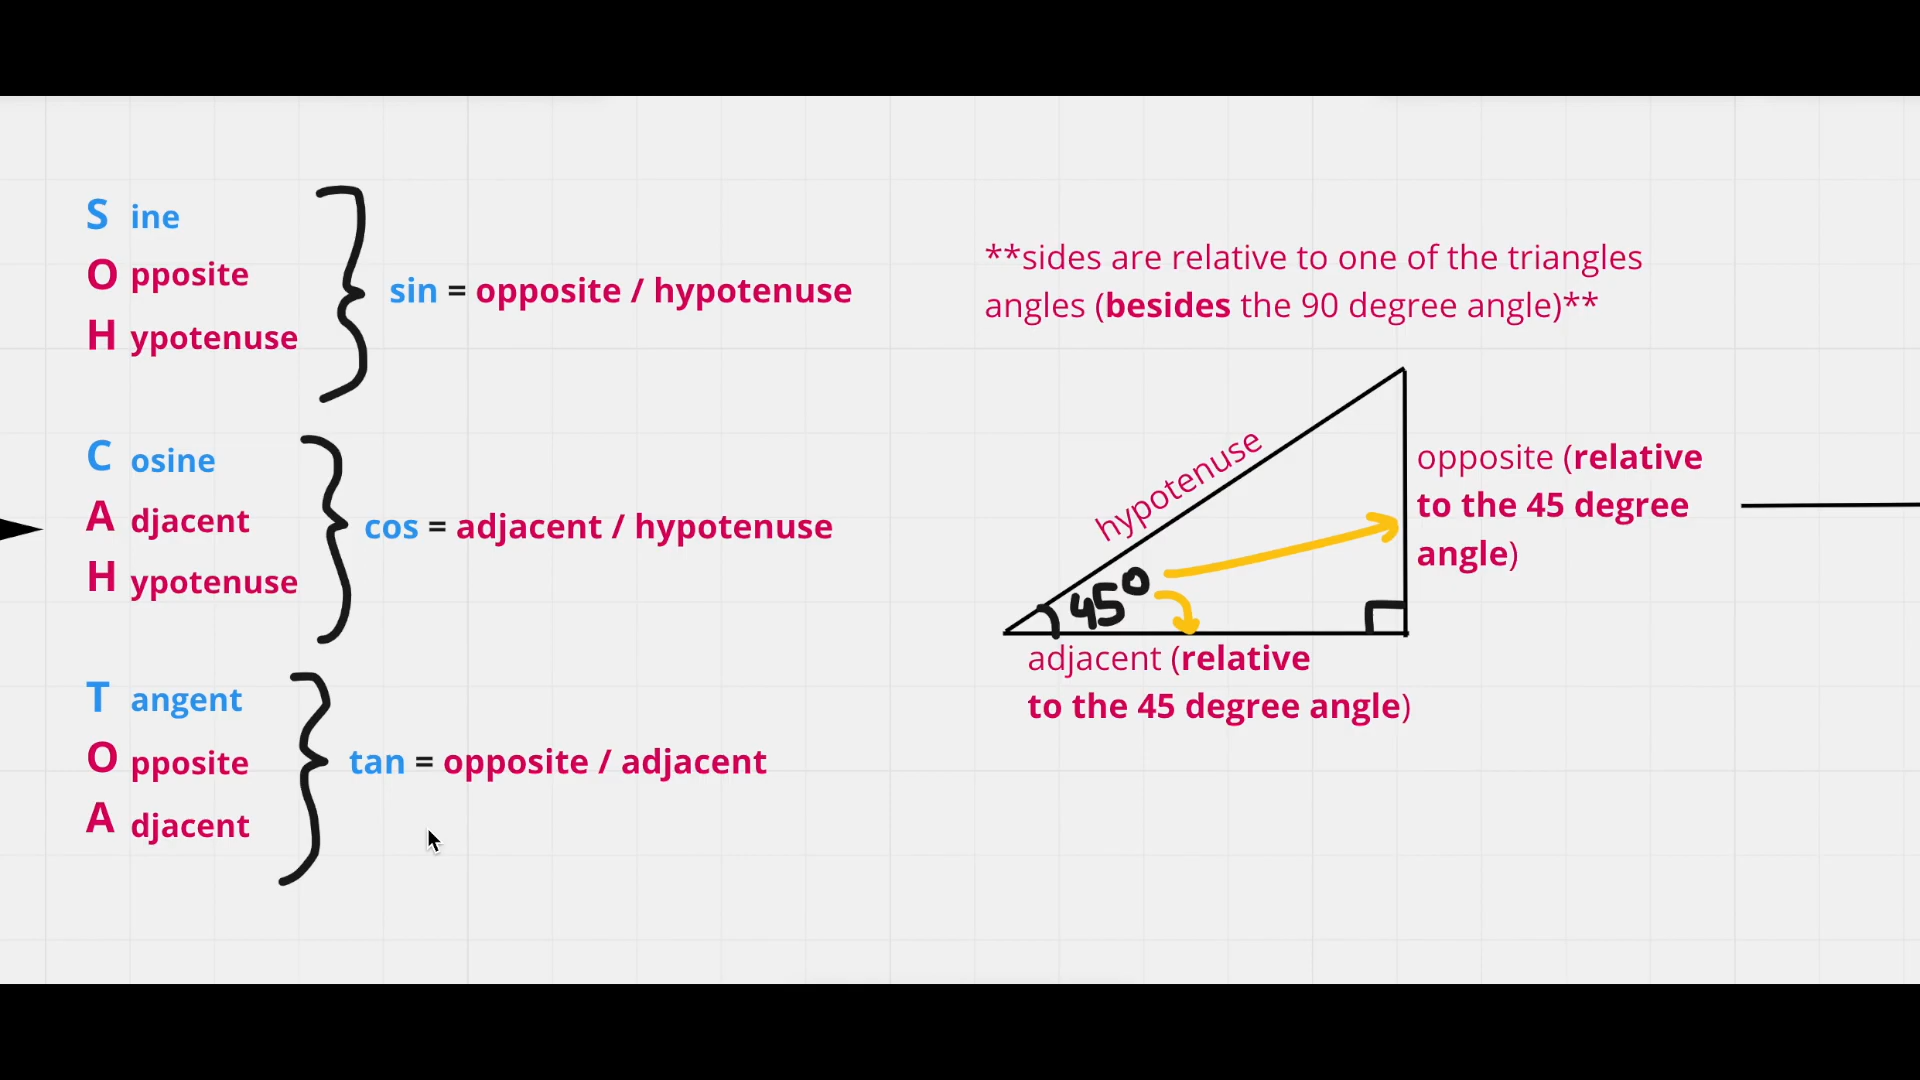 S ine
O pposite
H ypotenuse
sin = opposite / hypotenuse
C osine
A djacent
H ypotenuse
cos = adjacent / hypotenuse
T angent
O pposite
A djacent
tan = opposite / adjacent
**sides are relative to one of the triangles
angles (besides the 90 degree angle)**
hypotenuse
45°
opposite (relative
to the 45 degree
angle)
adjacent (relative
to the 45 degree angle)